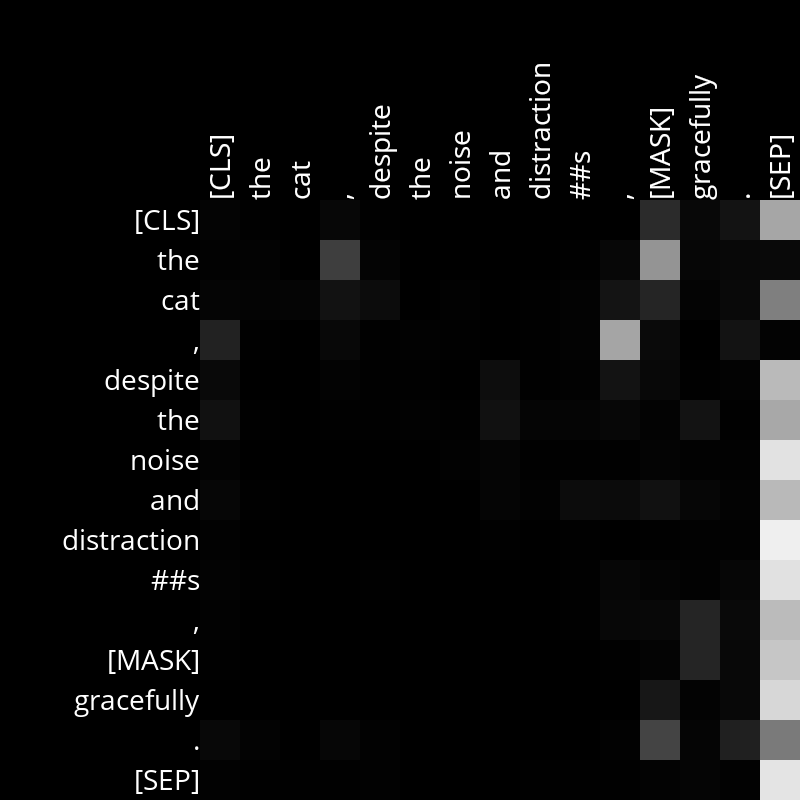 [CLS]
the
cat
,
despite
the
noise
and
distraction
##s
,
[MASK]
gracefully
.
[SEP]
[CLS]
the
cat
,
despite
the
noise
and
distraction
##s
,
[MASK]
gracefully
.
[SEP]